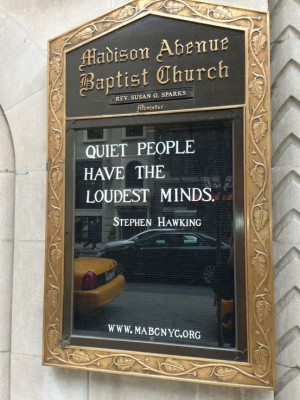 Madison Avenue
Baptist Church
REV. SUSAN G. SPARKS
Minister
QUIET PEOPLE
HAVE THE
LOUDEST MINDS.
STEPHEN HAWKING
WWW.MABCNYC.ORG